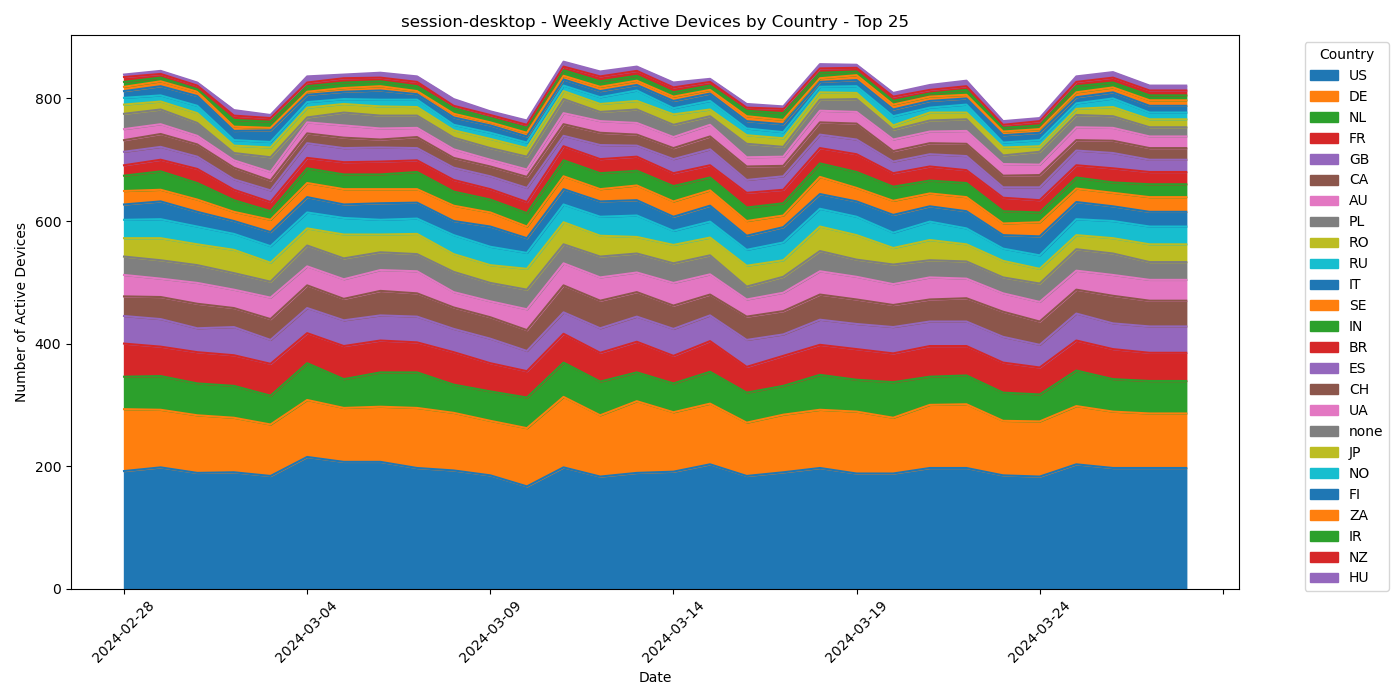 session-desktop - Weekly Active Devices by Country - Top 25
Number of Active Devices
800
600
400
200
0
2024-02-28
2024-03-04
2024-03-09
2024-03-14
2024-03-19
2024-03-24
Date
Country
US
DE
NL
FR
GB
CA
AU
PL
RO
RU
IT
SE
IN
BR
ES
CH
UA
none
JP
NO
FI
ZA
IR
NZ
HU